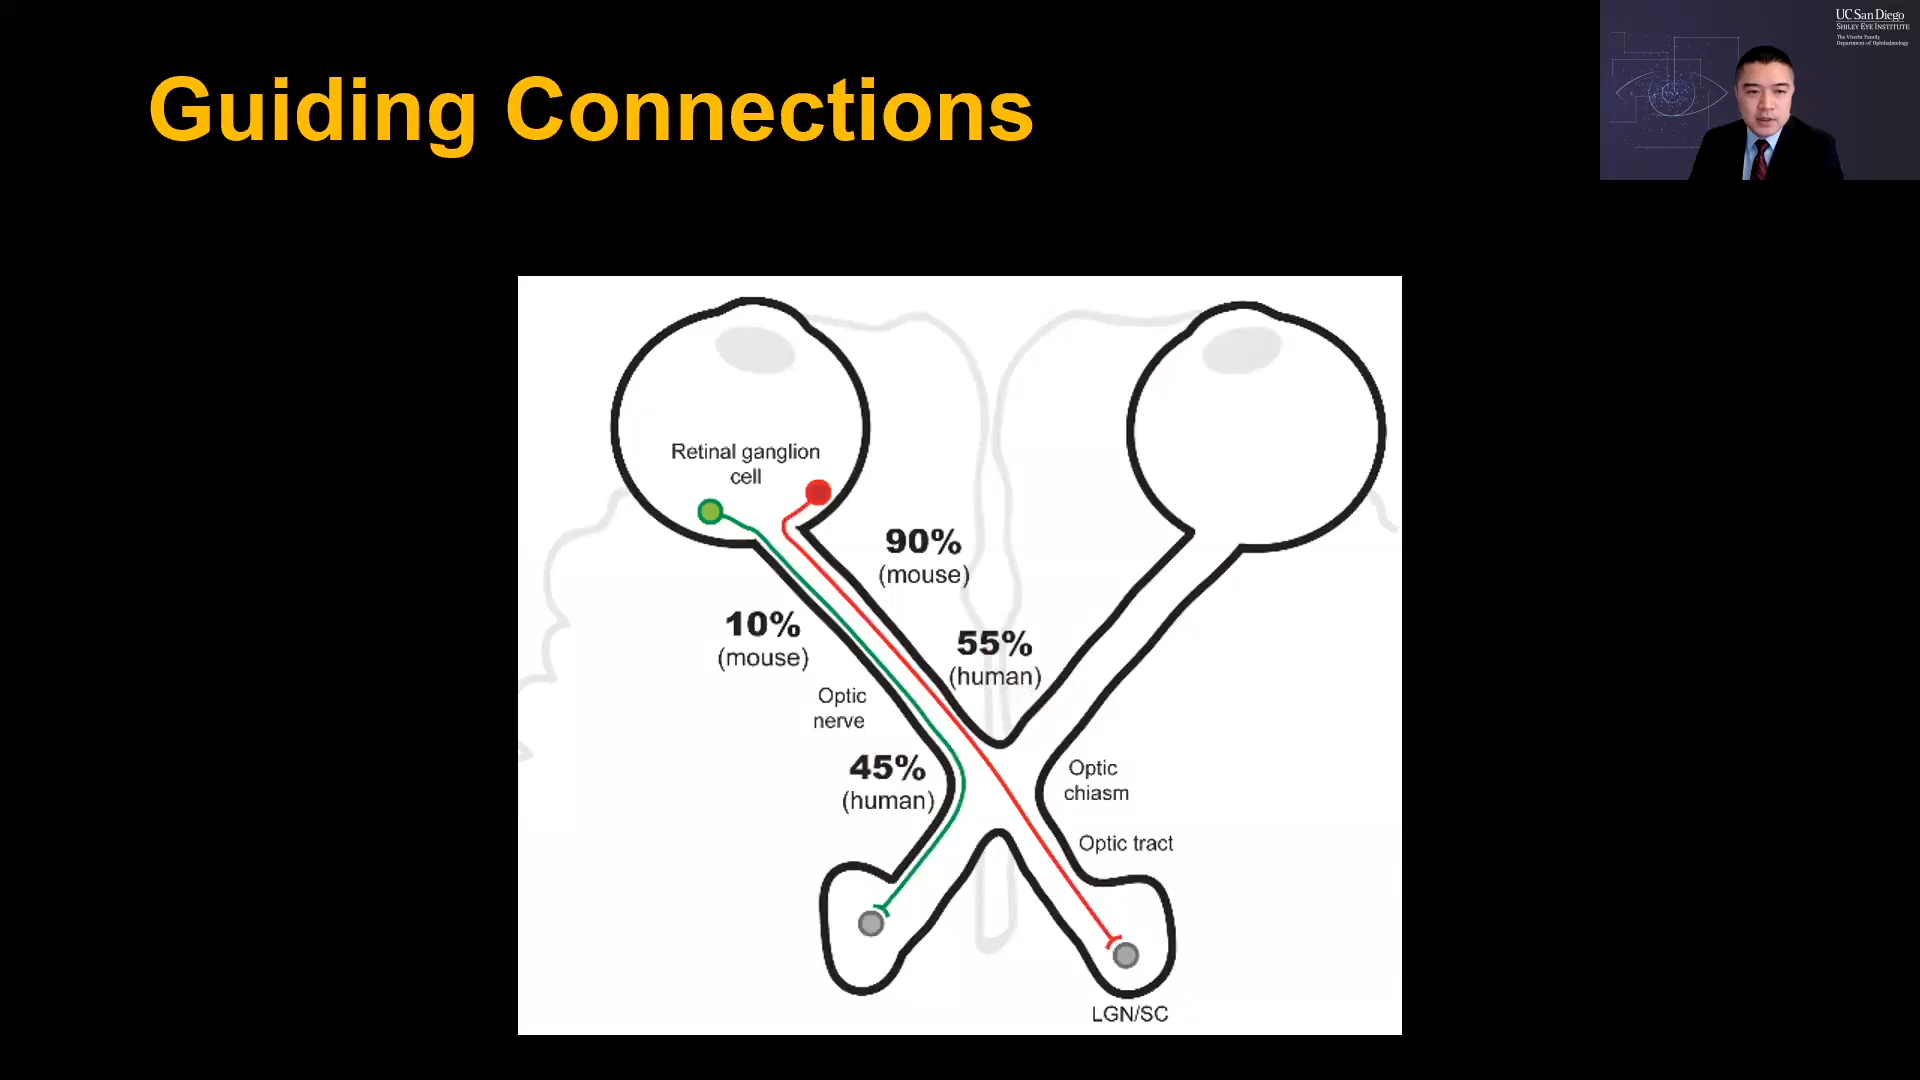 Guiding Connections
UC San Diego
SHILEY EYE INSTITUTE
The Viterbi Family
Department of Ophthalmology
Retinal ganglion
cell
90%
(mouse)
10%
(mouse)
55%
(human)
Optic
nerve
45%
(human)
Optic
chiasm
Optic tract
LGN/SC